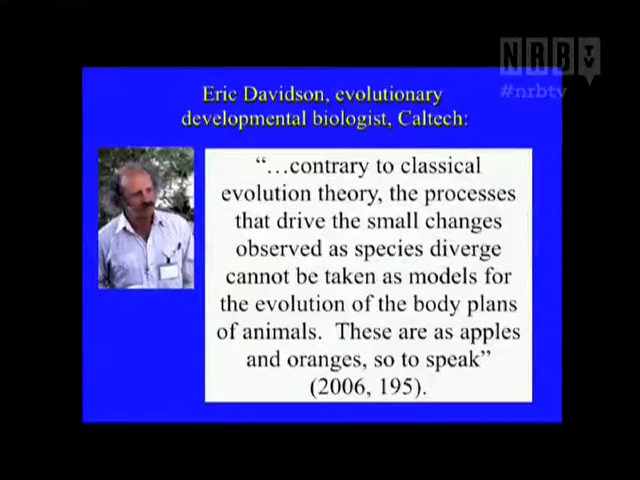 NRB TV
#nrbtv
Eric Davidson, evolutionary
developmental biologist, Caltech:
“…contrary to classical
evolution theory, the processes
that drive the small changes
observed as species diverge
cannot be taken as models for
the evolution of the body plans
of animals. These are as apples
and oranges, so to speak”
(2006, 195).